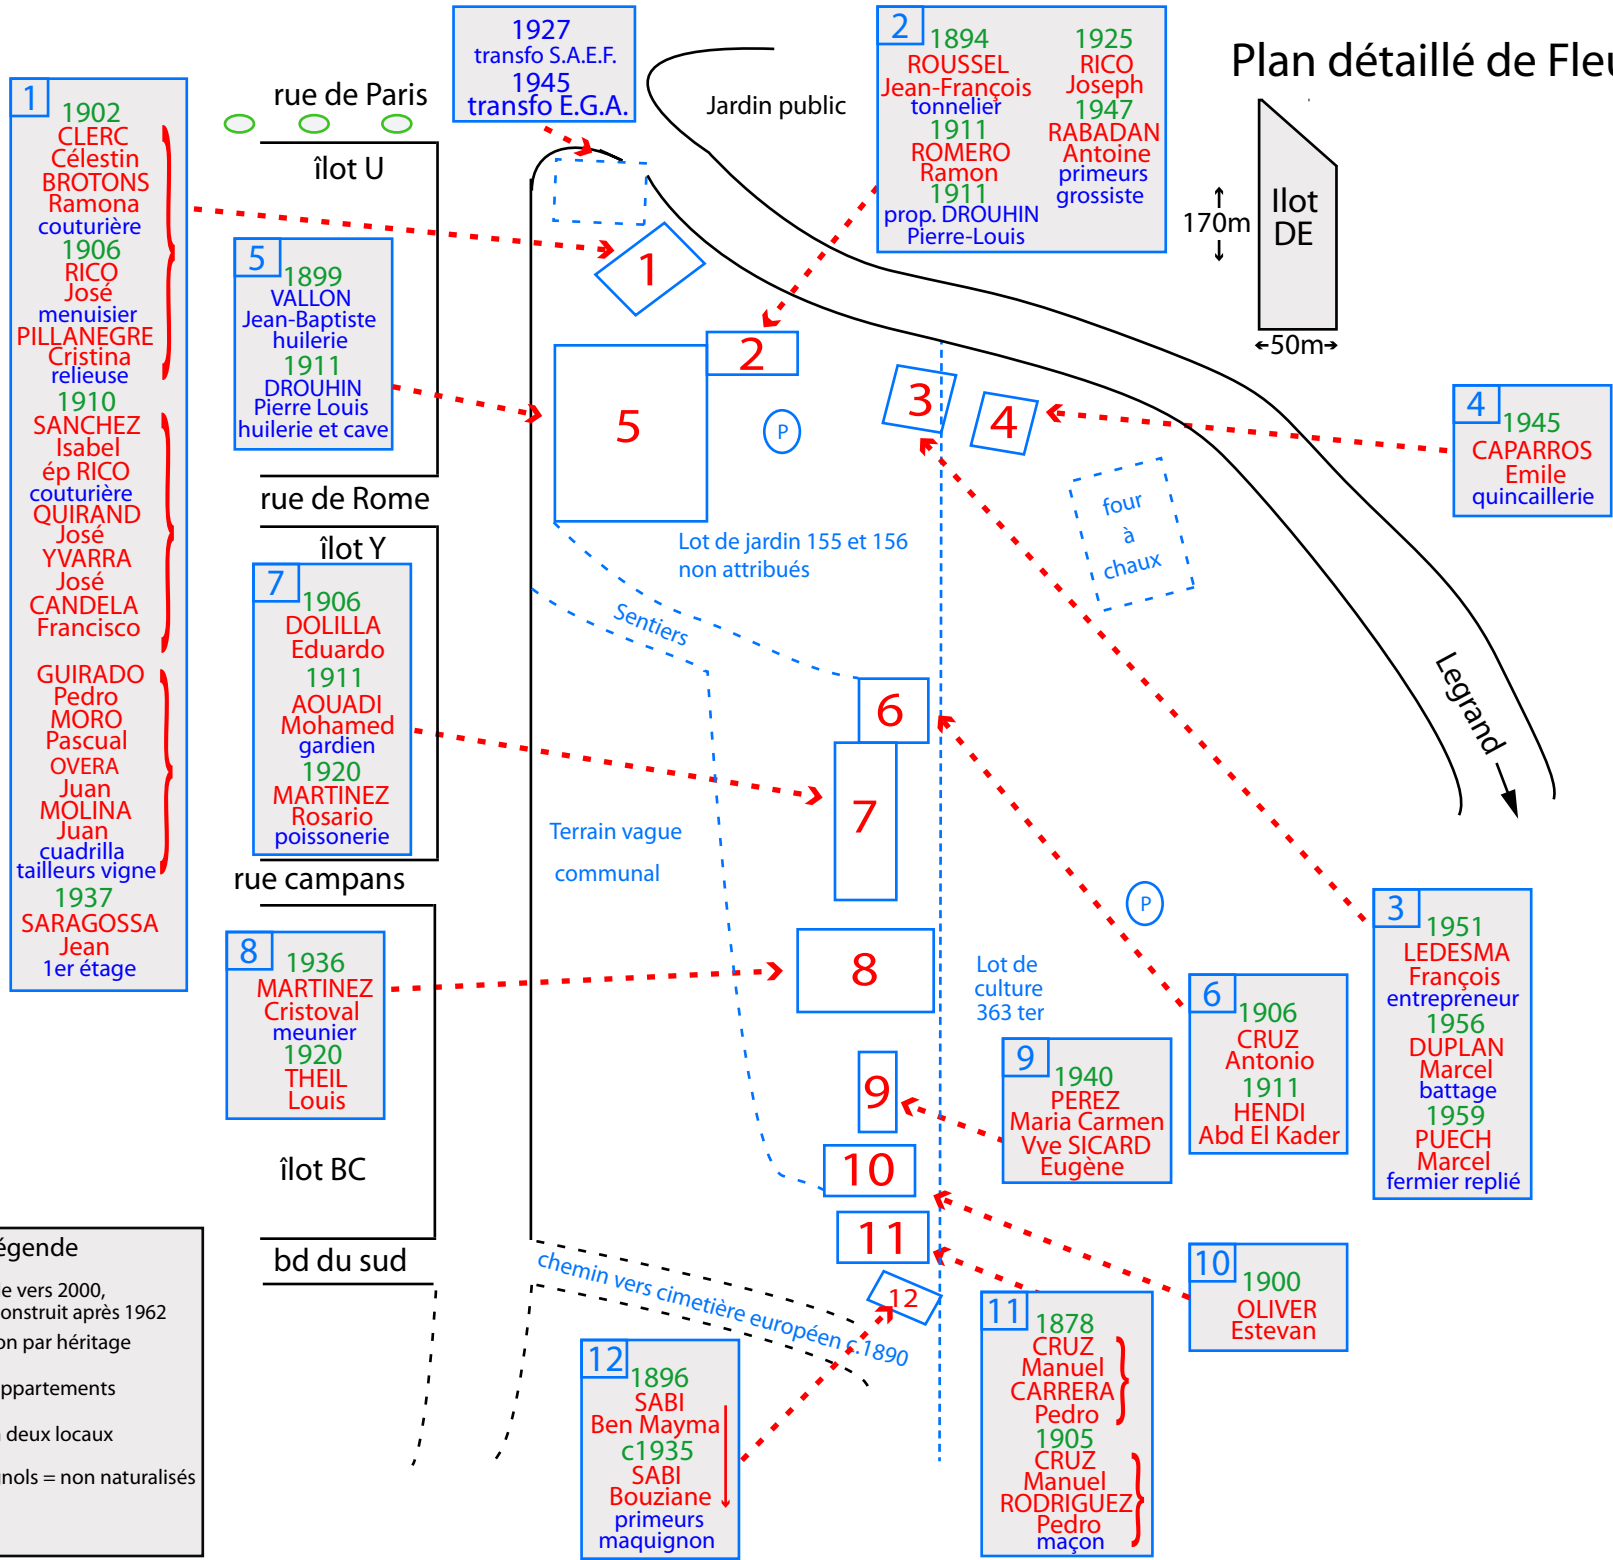 Plan détaillé de Fleu
1927
transfo S.A.E.F.
1945
transfo E.G.A.
Jardin public
2
1894
ROUSSEL
Jean-François
tonnelier
1911
ROMERO
Ramon
1911
prop. DROUHIN
Pierre-Louis
1925
RICO
Joseph
1947
RABADAN
Antoine
primeurs
grossiste
170m
Ilot
DE
50m
1
1902
CLERC
Célestin
BROTONS
Ramona
couturière
1906
RICO
José
menuisier
PILLANEGRE
Cristina
relieuse
1910
SANCHEZ
Isabel
ép RICO
couturière
QUIRAND
José
YVARRA
José
CANDELA
Francisco
GUIRADO
Pedro
MORO
Pascual
OVERA
Juan
MOLINA
Juan
cuadrilla
tailleurs vigne
1937
SARAGOSSA
Jean
1er étage
rue de Paris
îlot U
5
1899
VALLON
Jean-Baptiste
huilerie
1911
DROUHIN
Pierre Louis
huilerie et cave
rue de Rome
îlot Y
7
1906
DOLILLA
Eduardo
1911
AOUADI
Mohamed
gardien
1920
MARTINEZ
Rosario
poissonerie
rue campans
8
1936
MARTINEZ
Cristoval
meunier
1920
THEIL
Louis
îlot BC
bd du sud
1
2
3
4
5
P
four
à
chaux
Lot de jardin 155 et 156
non attribués
Sentiers
6
7
Terrain vague
communal
8
P
Lot de
culture
363 ter
9
10
11
12
chemin vers cimetière européen c.1890
Legrand
4
1945
CAPARROS
Emile
quincaillerie
3
1951
LEDESMA
François
entrepreneur
1956
DUPLAN
Marcel
battage
1959
PUECH
Marcel
fermier replié
6
1906
CRUZ
Antonio
1911
HENDI
Abd El Kader
9
1940
PEREZ
Maria Carmen
Vve SICARD
Eugène
10
1900
OLIVER
Estevan
11
1878
CRUZ
Manuel
CARRERA
Pedro
1905
CRUZ
Manuel
RODRIGUEZ
Pedro
maçon
12
1896
SABI
Ben Mayma
c1935
SABI
Bouziane
primeurs
maquignon
égende
le vers 2000,
construit après 1962
on par héritage
appartements
deux locaux
gnols = non naturalisés